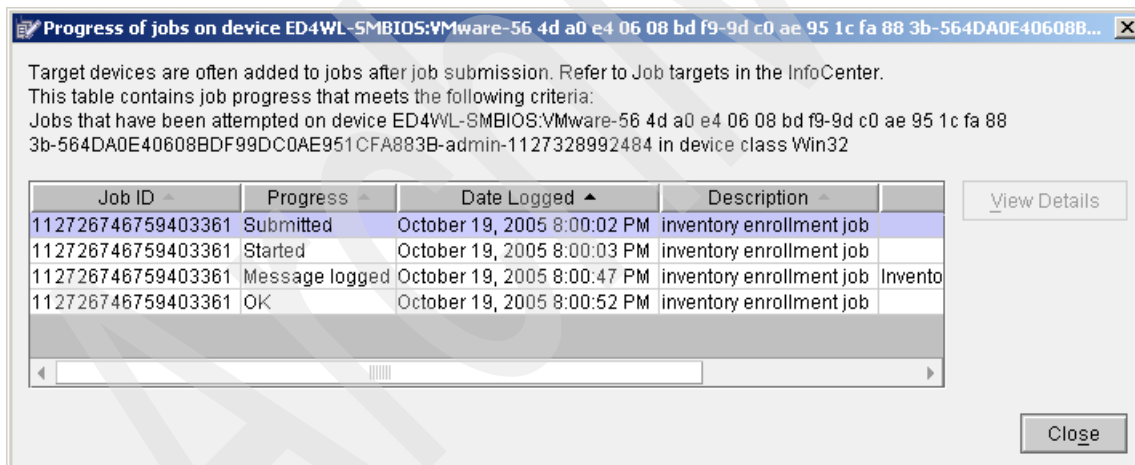 Progress of jobs on device ED4WL-SMBIOS:VMware-56 4d a0 e4 06 08 bd f9-9d c0 ae 95 1c fa 88 3b-564DA0E40608B...
Target devices are often added to jobs after job submission. Refer to Job targets in the InfoCenter.
This table contains job progress that meets the following criteria:
Jobs that have been attempted on device ED4WL-SMBIOS:VMware-56 4d a0 e4 06 08 bd f9-9d c0 ae 95 1c fa 88
3b-564DA0E40608BDF99DC0AE951CFA883B-admin-1127328992484 in device class Win32
Job ID Progress Date Logged Description
View Details
112726746759403361 Submitted October 19, 2005 8:00:02 PM inventory enrollment job
112726746759403361 Started October 19, 2005 8:00:03 PM inventory enrollment job
112726746759403361 Message logged October 19, 2005 8:00:47 PM inventory enrollment job Invento
112726746759403361 OK October 19, 2005 8:00:52 PM inventory enrollment job
Close